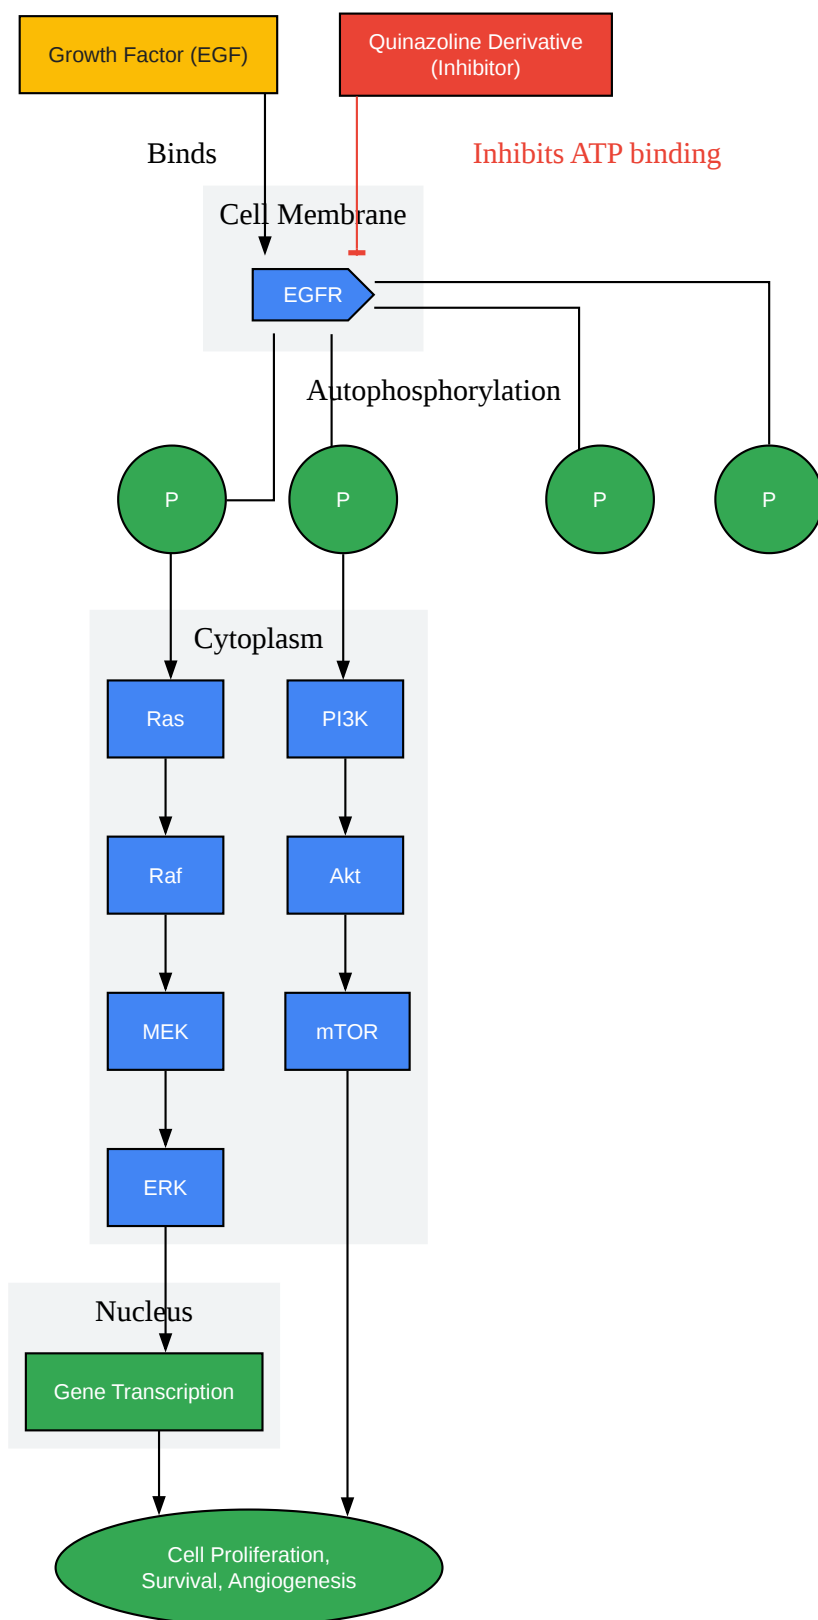 Growth Factor (EGF)
Quinazoline Derivative
(Inhibitor)
Binds
Inhibits ATP binding
Cell Membrane
EGFR
Autophosphorylation
P
P
P
P
Cytoplasm
Ras
PI3K
Raf
Akt
MEK
mTOR
ERK
Nucleus
Gene Transcription
Cell Proliferation,
Survival, Angiogenesis